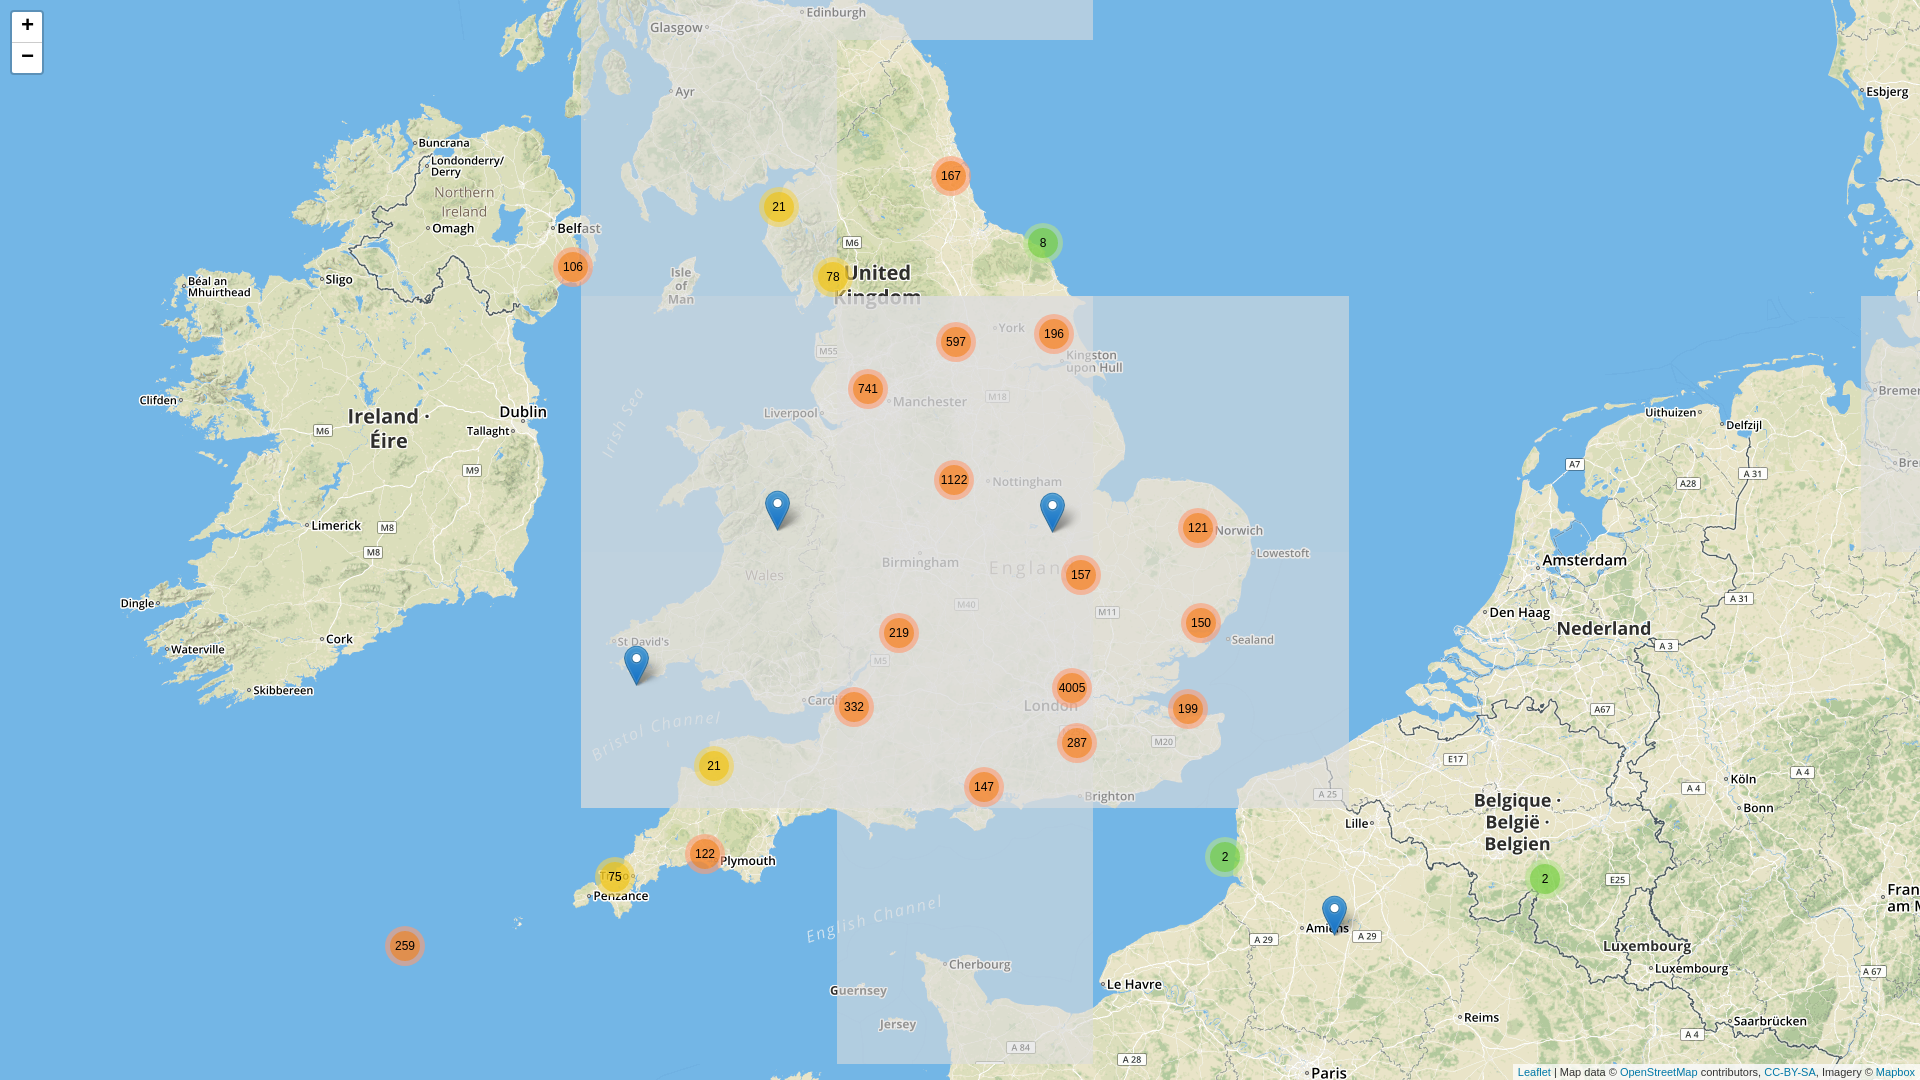 +
−
Glasgow
Edinburgh
Ayr
Esbjerg
Buncrana
Londonderry/
Derry
167
Northern
Ireland
21
Omagh
Belfast
M6
8
106
Isle
of
Man
78
United
Kingdom
Sligo
Béal an
Mhuirthead
York
196
597
M55
Kingston
upon Hull
741
Manchester
M18
Bremer
Clifden
Dublin
Liverpool
Uithuizen
Delfzijl
Ireland ·
Éire
M6
Tallaght
Irish Sea
M9
A7
A 31
Bre
1122
Nottingham
A28
Limerick
M8
121
Norwich
M8
Lowestoft
Birmingham
Amsterdam
Wales
Englan
157
Dingle
M40
M11
Den Haag
A 31
219
150
Nederland
Cork
St David's
Sealand
Waterville
M5
A 3
Skibbereen
4005
Cardi
332
London
199
A67
Bristol Channel
287
M20
E17
21
A 4
Köln
147
Brighton
A 25
A 4
Belgique ·
België ·
Belgien
Bonn
Lille
122
Plymouth
2
75
2
E25
Penzance
Fran
am M
English Channel
Amiens
A 29
A 29
259
Luxembourg
Cherbourg
Luxembourg
A 67
Guernsey
Le Havre
Jersey
Reims
Saarbrücken
A 4
A 84
A 28
Paris
Leaflet | Map data © OpenStreetMap contributors, CC-BY-SA, Imagery © Mapbox